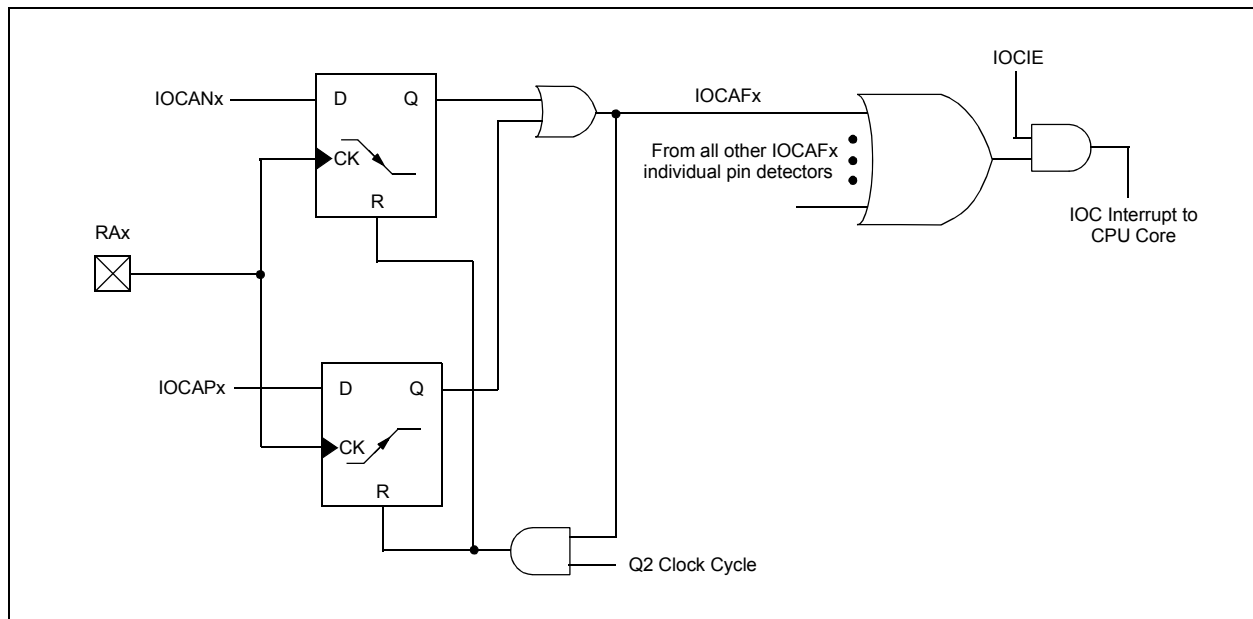 IOCIE
IOCANx
D
Q
CK
R
IOCAFx
From all other IOCAFx
individual pin detectors
IOC Interrupt to
CPU Core
RAx
IOCAPx
D
Q
CK
R
Q2 Clock Cycle